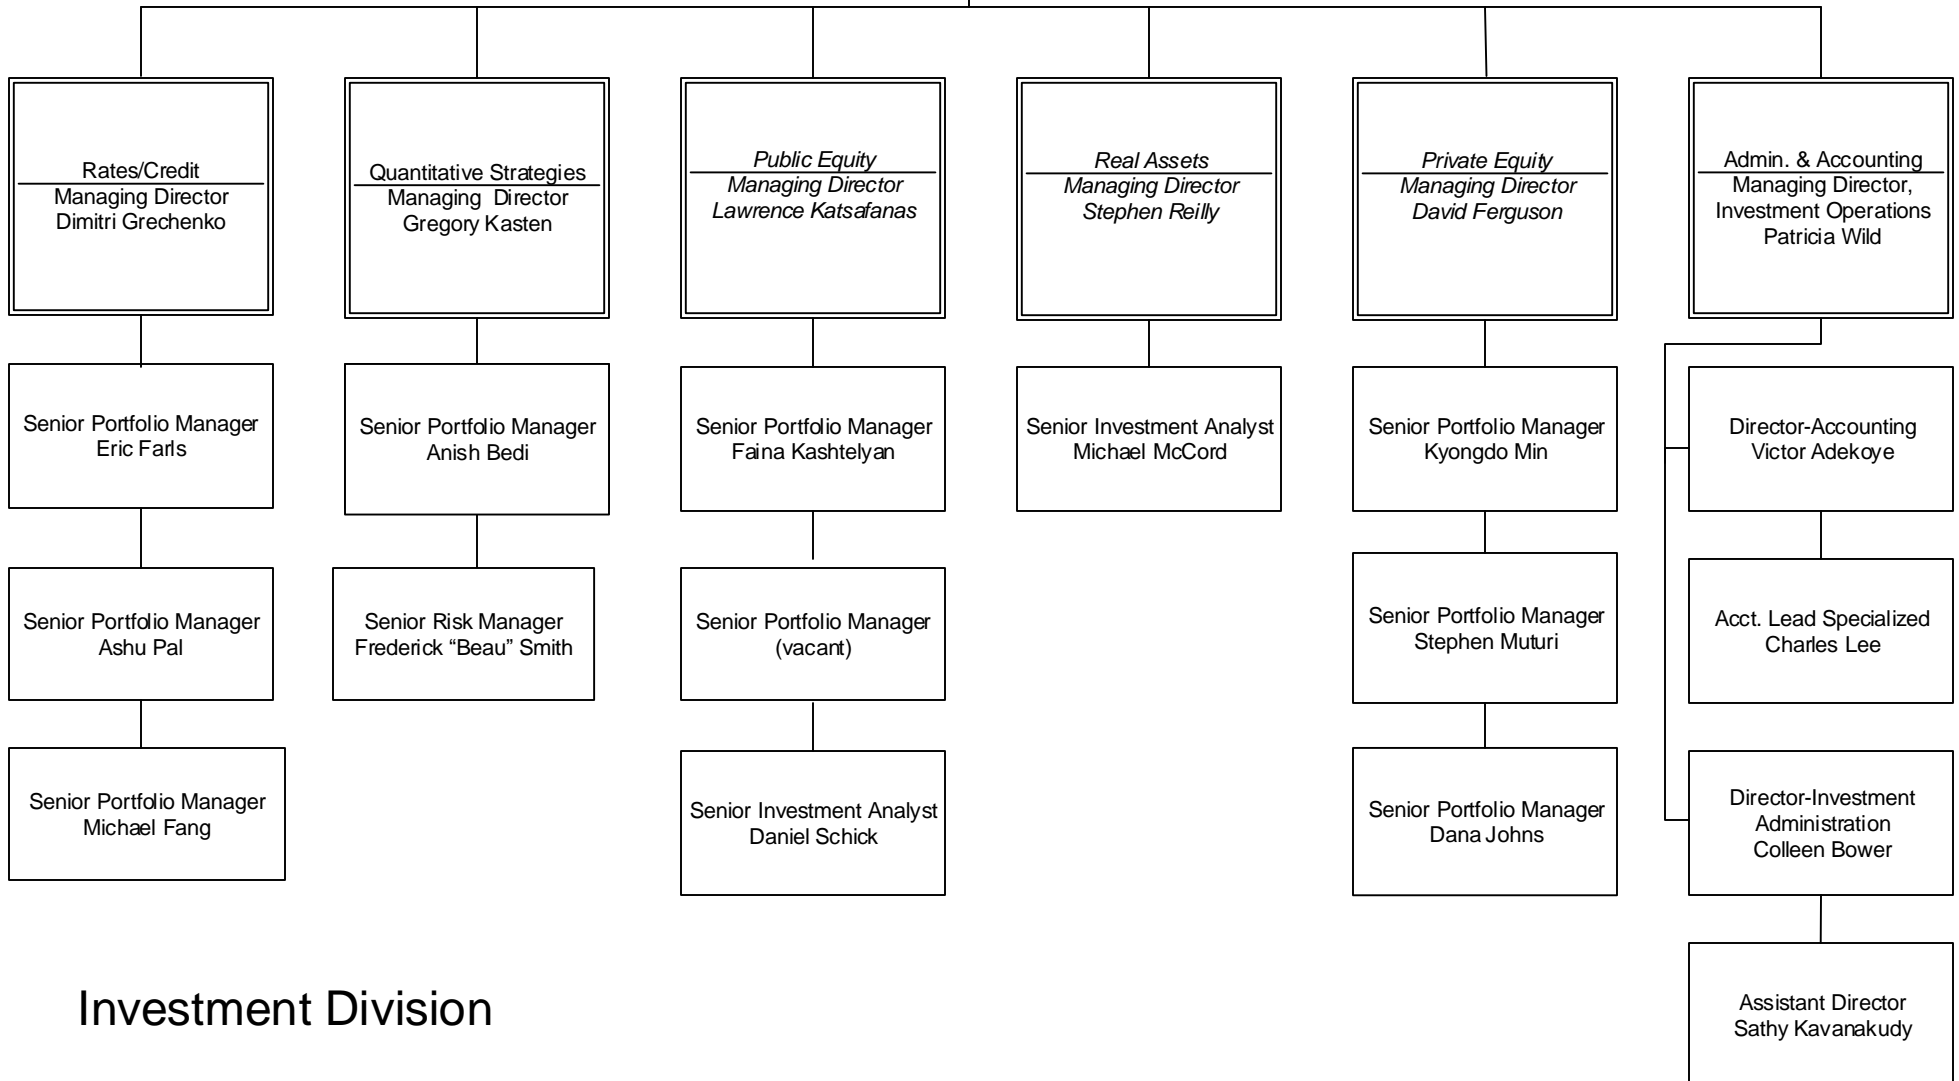 Rates/Credit
Managing Director
Dimitri Grechenko
Quantitative Strategies
Managing Director
Gregory Kasten
Public Equity
Managing Director
Lawrence Katsafanas
Real Assets
Managing Director
Stephen Reilly
Private Equity
Managing Director
David Ferguson
Admin. & Accounting
Managing Director,
Investment Operations
Patricia Wild
Senior Portfolio Manager
Eric Farls
Senior Portfolio Manager
Anish Bedi
Senior Portfolio Manager
Faina Kashtelyan
Senior Investment Analyst
Michael McCord
Senior Portfolio Manager
Kyongdo Min
Director-Accounting
Victor Adekoye
Senior Portfolio Manager
Ashu Pal
Senior Risk Manager
Frederick “Beau” Smith
Senior Portfolio Manager
(vacant)
Senior Portfolio Manager
Stephen Muturi
Acct. Lead Specialized
Charles Lee
Senior Portfolio Manager
Michael Fang
Senior Investment Analyst
Daniel Schick
Senior Portfolio Manager
Dana Johns
Director-Investment
Administration
Colleen Bower
Investment Division
Assistant Director
Sathy Kavanakudy